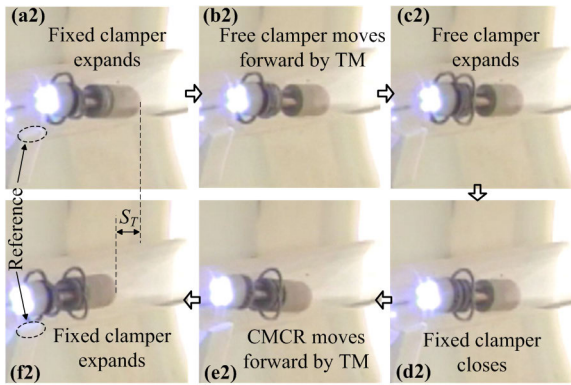 (a2)
Fixed clamper
expands
(b2)
Free clamper moves
forward by TM
(c2)
Free clamper
expands
Reference
S_T
Fixed clamper
expands
(f2)
CMCR moves
forward by TM
(e2)
Fixed clamper
closes
(d2)